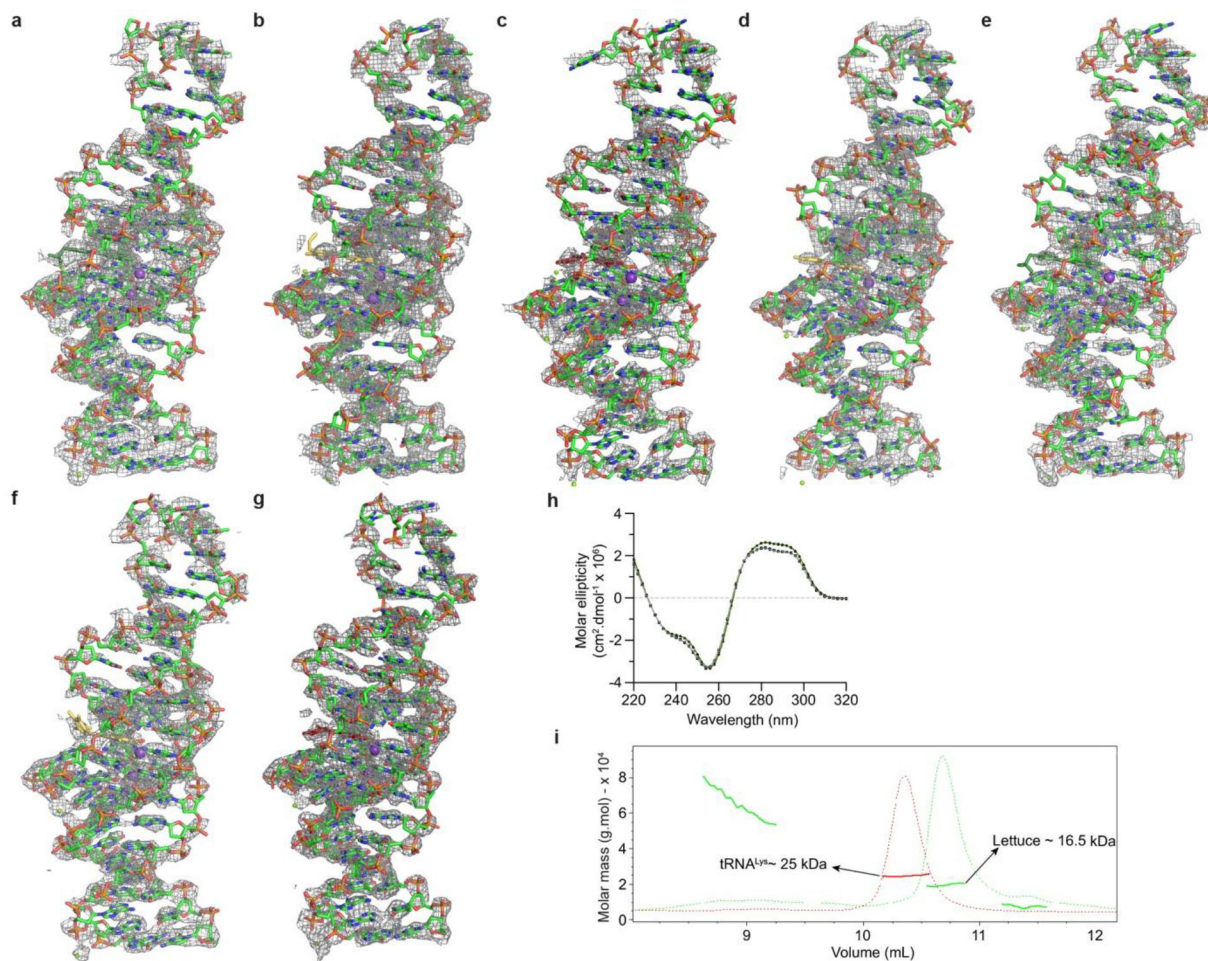 a
b
c
d
e
f
g
h
4
2
0
-2
-4
Molar ellipticity
(cm².dmol⁻¹ x 10⁶)
220
240
260
280
300
320
Wavelength (nm)
i
8
6
4
2
0
Molar mass (g.mol) - x 10⁴
tRNAᴸʸˢ~ 25 kDa
Lettuce ~ 16.5 kDa
9
10
11
12
Volume (mL)